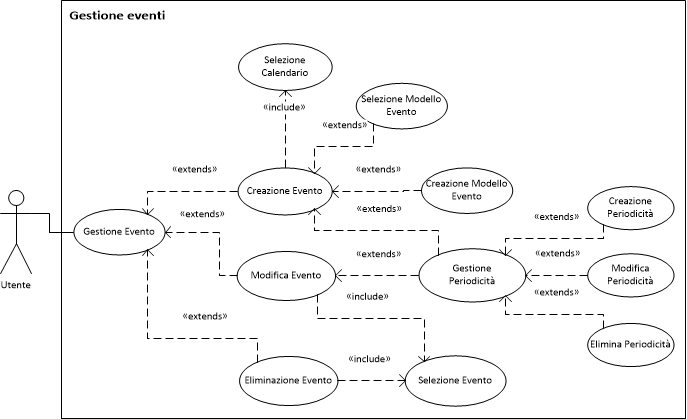 Gestione eventi
Selezione
Calendario
«include»
Selezione Modello
Evento
«extends»
«extends»
Creazione Evento
«extends»
Creazione Modello
Evento
«extends»
Creazione
Periodicità
«extends»
Gestione Evento
«extends»
Utente
Modifica Evento
«extends»
Gestione
Periodicità
«extends»
Modifica
Periodicità
«include»
«extends»
«extends»
Elimina Periodicità
Eliminazione Evento
«include»
Selezione Evento